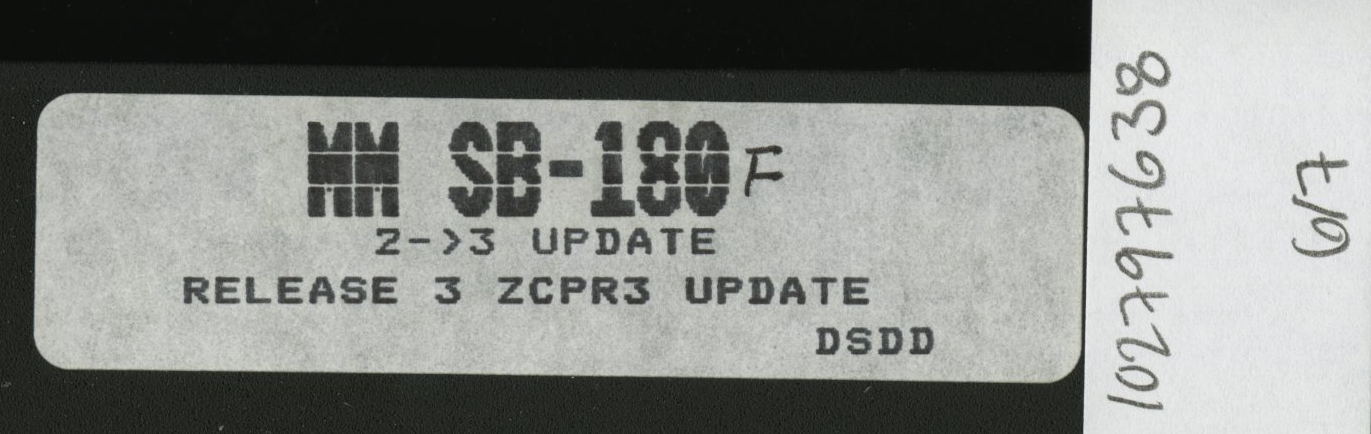 MM SB-180 F
2->3 UPDATE
RELEASE 3 ZCPR3 UPDATE
DSDD
102797638
6/7